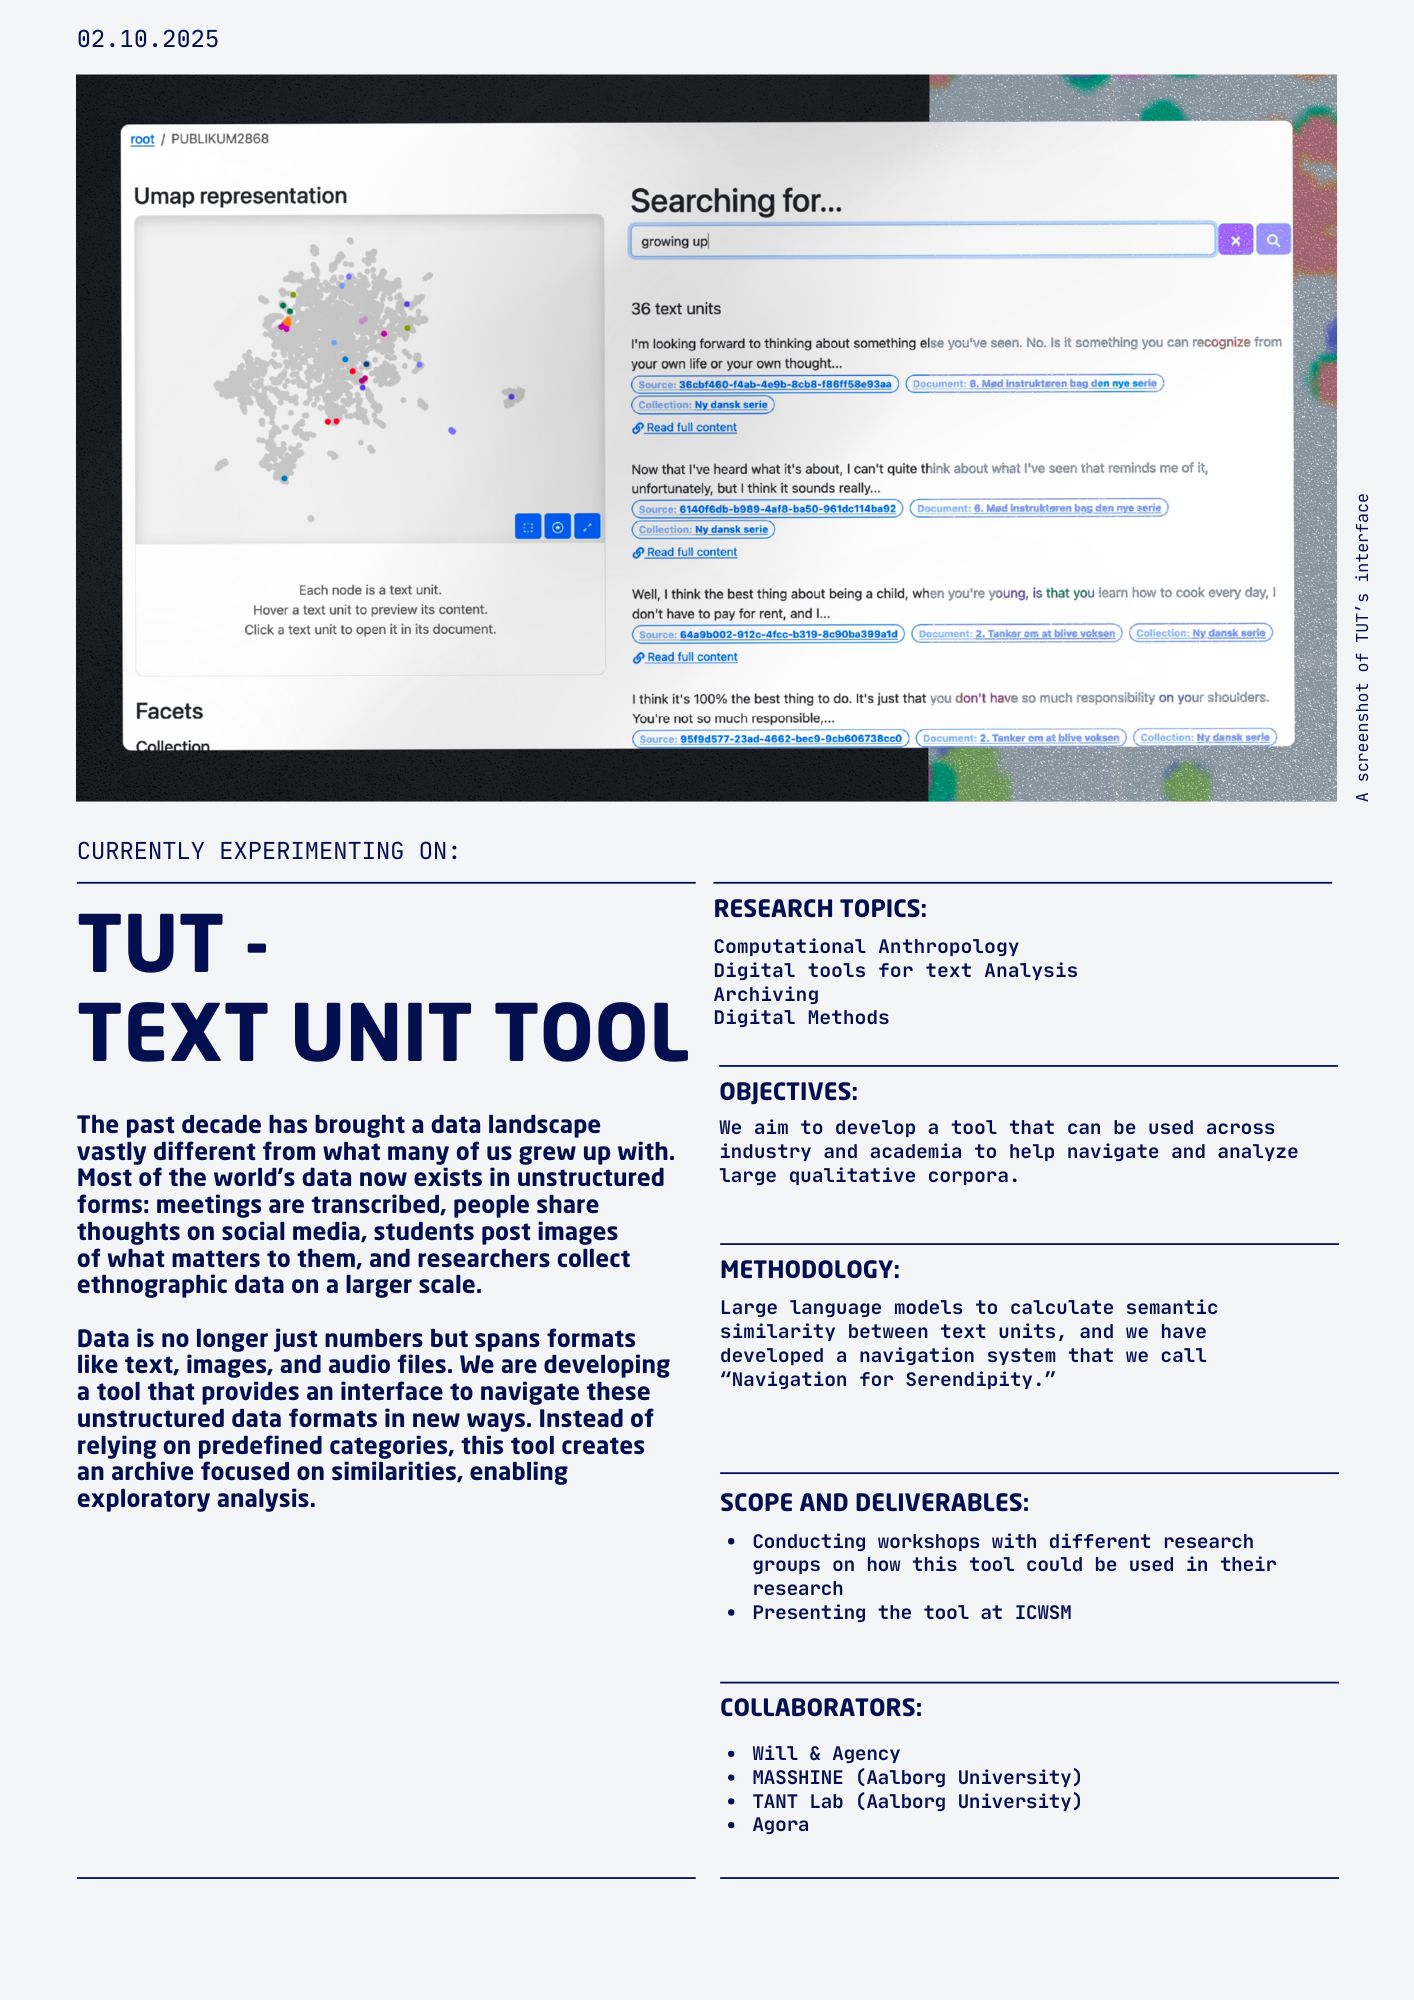 02.10.2025
root / PUBLIKUM2868
Umap representation
Each node is a text unit.
Hover a text unit to preview its content.
Click a text unit to open it in its document.
Facets
Collection
Searching for...
growing up
36 text units
I'm looking forward to thinking about something else you've seen. No. Is it something you can recognize from
your own life or your own thought...
Source: 36cbf460-f4ab-4e9b-8cb8-f86ff58e93aa Document: 6. Mød instruktøren bag den nye serie
Collection: Ny dansk serie
Read full content
Now that I've heard what it's about, I can't quite think about what I've seen that reminds me of it,
unfortunately, but I think it sounds really...
Source: 6140f6db-b989-4af8-ba50-961dc114ba92 Document: 6. Mød instruktøren bag den nye serie
Collection: Ny dansk serie
Read full content
Well, I think the best thing about being a child, when you're young, is that you learn how to cook every day, I
don't have to pay for rent, and I...
Source: 64a9b002-912c-4fcc-b319-8c90ba399a1d Document: 2. Tanker om at blive voksen Collection: Ny dansk serie
Read full content
I think it's 100% the best thing to do. It's just that you don't have so much responsibility on your shoulders.
You're not so much responsible,...
Source: 95f9d577-23ad-4662-bec9-9cb606738cc0 Document: 2. Tanker om at blive voksen Collection: Ny dansk serie
A screenshot of TUT's interface
CURRENTLY EXPERIMENTING ON:
TUT -
TEXT UNIT TOOL
The past decade has brought a data landscape
vastly different from what many of us grew up with.
Most of the world's data now exists in unstructured
forms: meetings are transcribed, people share
thoughts on social media, students post images
of what matters to them, and researchers collect
ethnographic data on a larger scale.
Data is no longer just numbers but spans formats
like text, images, and audio files. We are developing
a tool that provides an interface to navigate these
unstructured data formats in new ways. Instead of
relying on predefined categories, this tool creates
an archive focused on similarities, enabling
exploratory analysis.
RESEARCH TOPICS:
Computational Anthropology
Digital tools for text Analysis
Archiving
Digital Methods
OBJECTIVES:
We aim to develop a tool that can be used across
industry and academia to help navigate and analyze
large qualitative corpora.
METHODOLOGY:
Large language models to calculate semantic
similarity between text units, and we have
developed a navigation system that we call
“Navigation for Serendipity.”
SCOPE AND DELIVERABLES:
• Conducting workshops with different research
groups on how this tool could be used in their
research
• Presenting the tool at ICWSM
COLLABORATORS:
• Will & Agency
• MASSHINE (Aalborg University)
• TANT Lab (Aalborg University)
• Agora